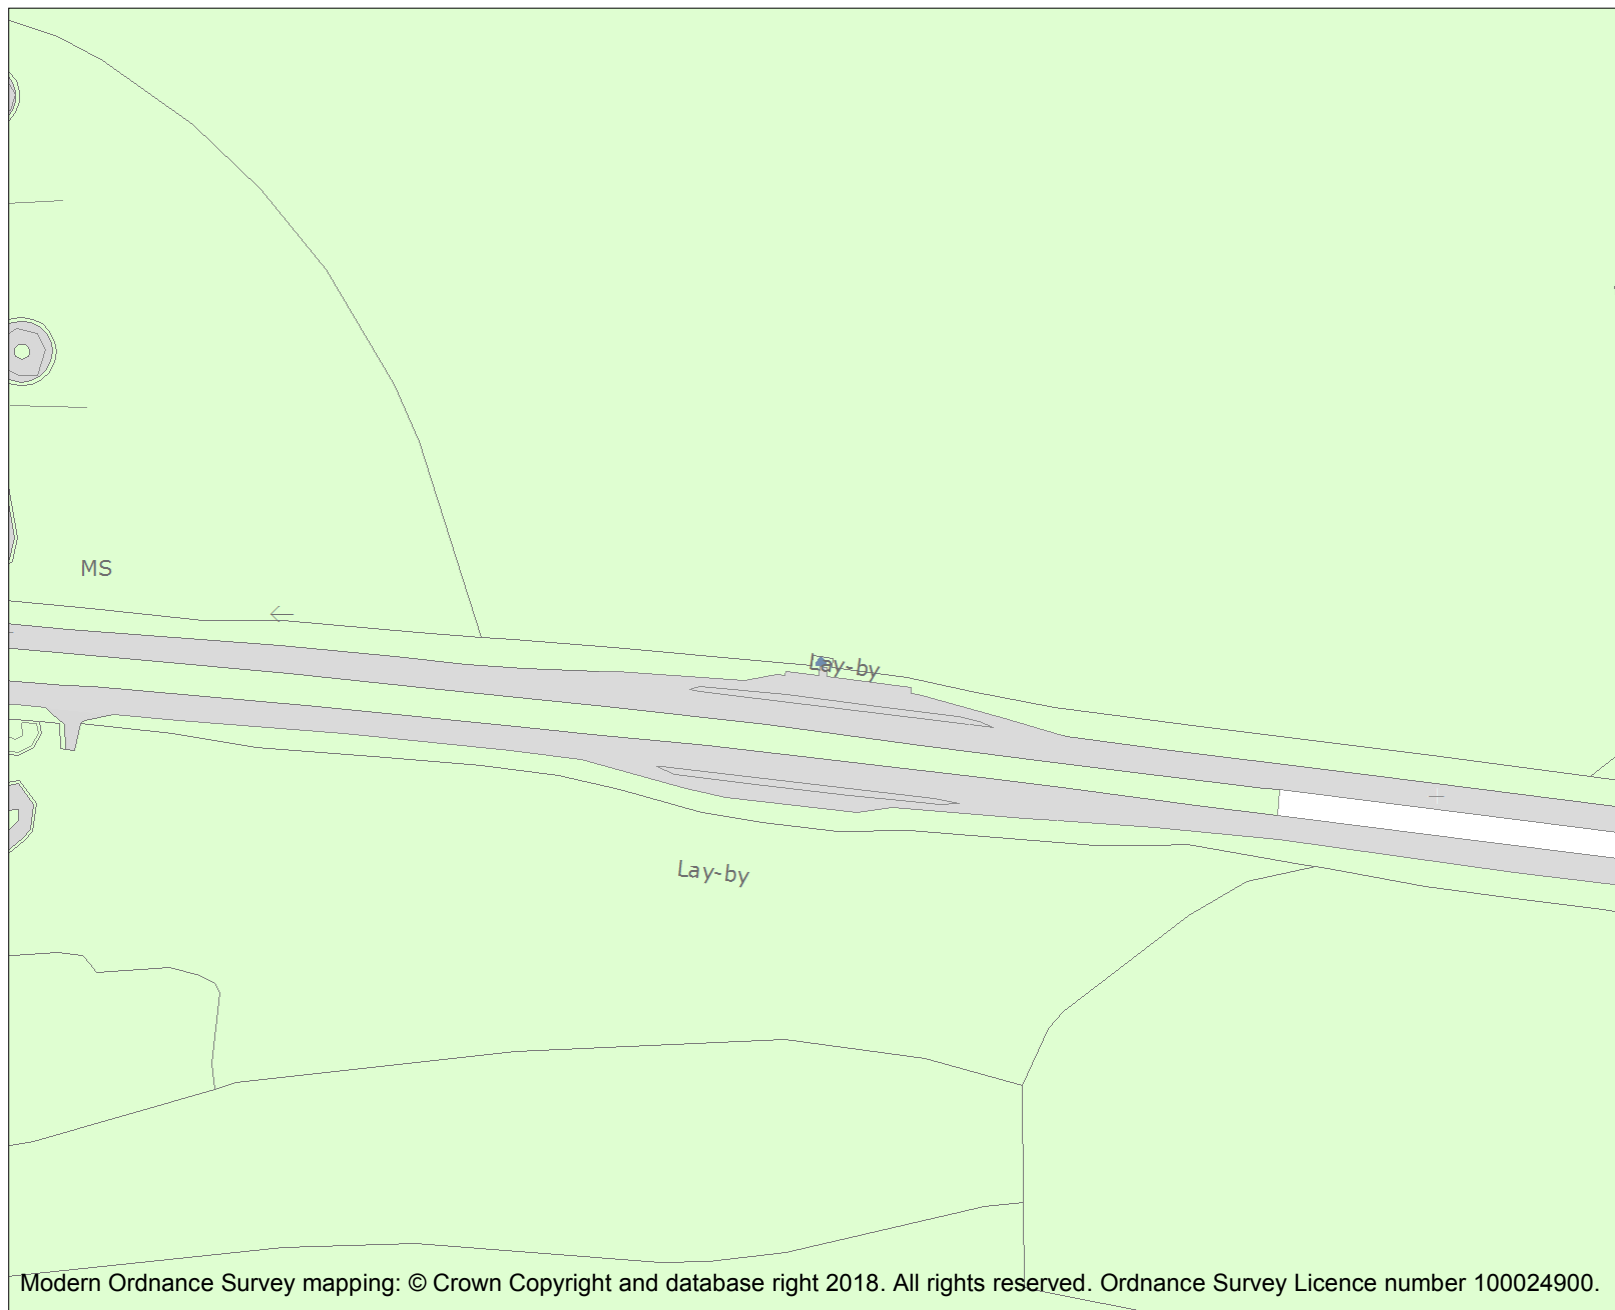 MS
Lay-by
Lay-by
Modern Ordnance Survey mapping: © Crown Copyright and database right 2018. All rights reserved. Ordnance Survey Licence number 100024900.